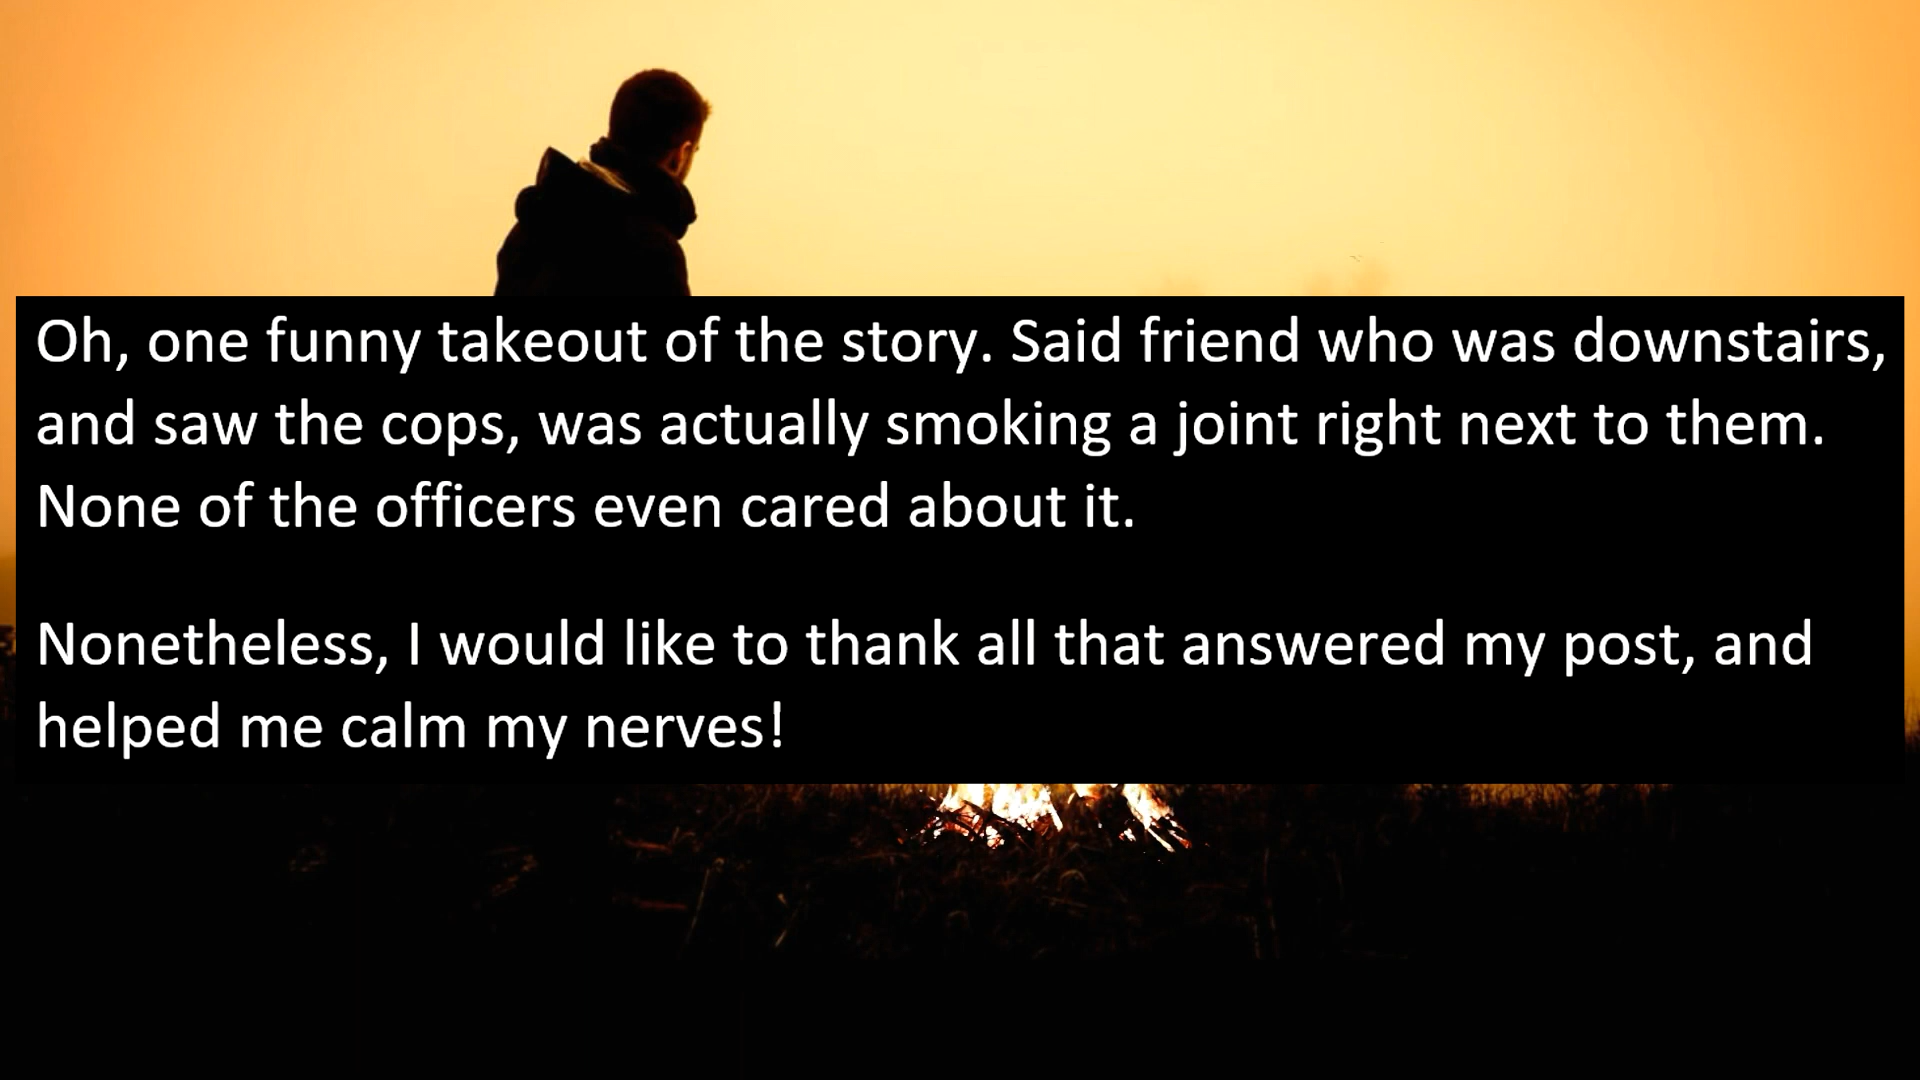 Oh, one funny takeout of the story. Said friend who was downstairs,
and saw the cops, was actually smoking a joint right next to them.
None of the officers even cared about it.
Nonetheless, I would like to thank all that answered my post, and
helped me calm my nerves!